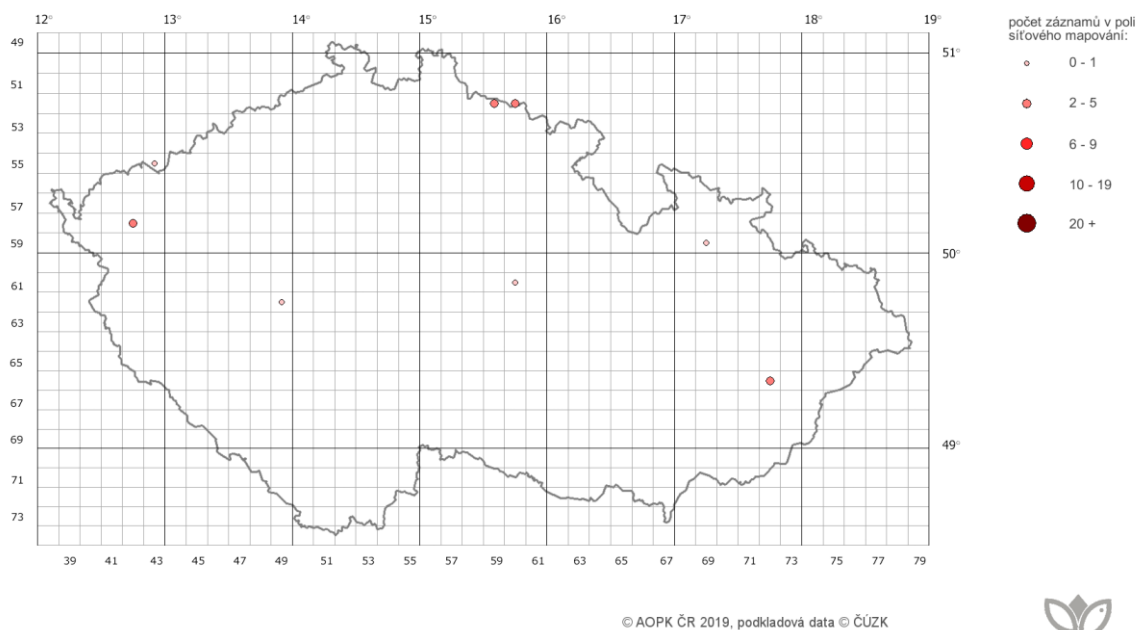 12° 13° 14° 15° 16° 17° 18° 19°
počet záznamů v poli
síťového mapování:
49
51°
0 - 1
51
2 - 5
53
6 - 9
55
10 - 19
57
20 +
59
50°
61
63
65
67
69
49°
71
73
39 41 43 45 47 49 51 53 55 57 59 61 63 65 67 69 71 73 75 77 79
© AOPK ČR 2019, podkladová data © ČÚZK